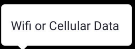 Wifi or Cellular Data